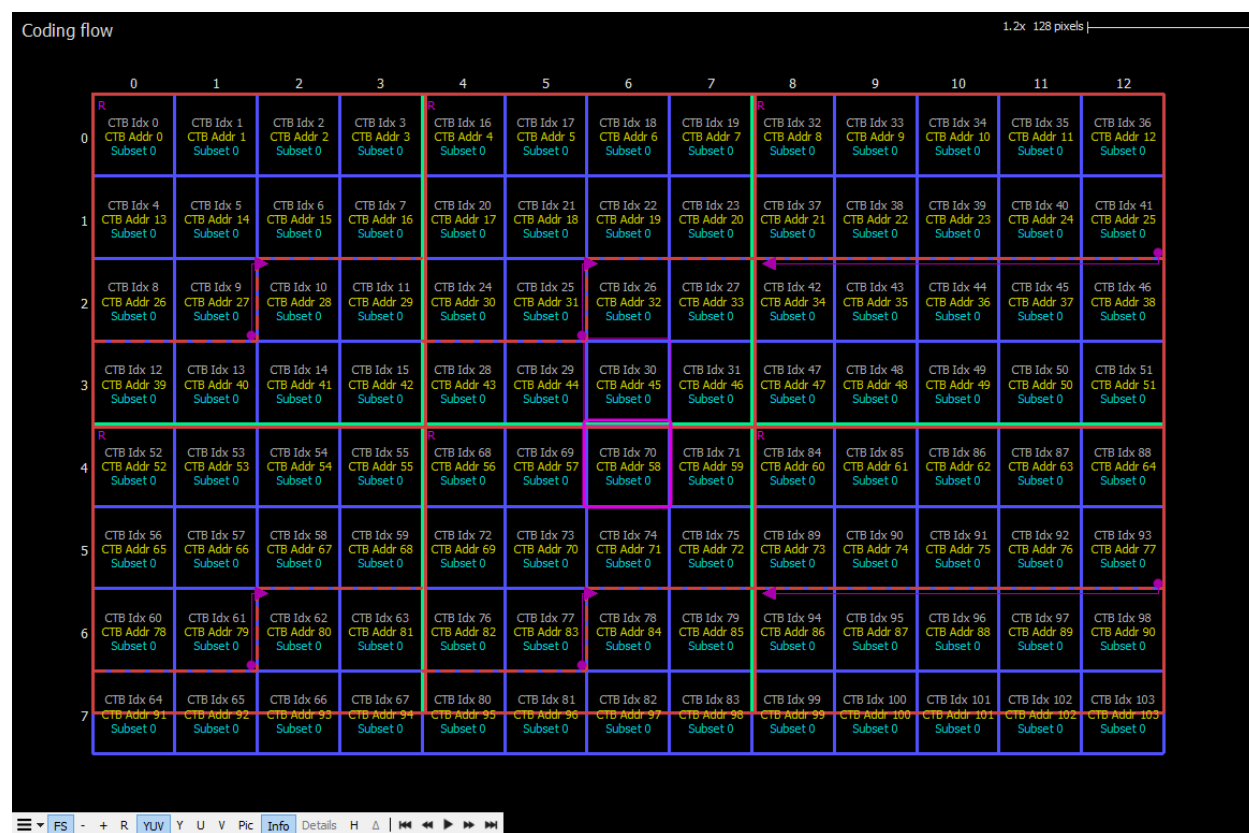 Coding flow
1.2x 128 pixels
0 1 2 3 4 5 6 7 8 9 10 11 12
R R R
CTB Idx 0 CTB Idx 1 CTB Idx 2 CTB Idx 3 CTB Idx 16 CTB Idx 17 CTB Idx 18 CTB Idx 19 CTB Idx 32 CTB Idx 33 CTB Idx 34 CTB Idx 35 CTB Idx 36
0 CTB Addr 0 CTB Addr 1 CTB Addr 2 CTB Addr 3 CTB Addr 4 CTB Addr 5 CTB Addr 6 CTB Addr 7 CTB Addr 8 CTB Addr 9 CTB Addr 10 CTB Addr 11 CTB Addr 12
Subset 0 Subset 0 Subset 0 Subset 0 Subset 0 Subset 0 Subset 0 Subset 0 Subset 0 Subset 0 Subset 0 Subset 0 Subset 0
CTB Idx 4 CTB Idx 5 CTB Idx 6 CTB Idx 7 CTB Idx 20 CTB Idx 21 CTB Idx 22 CTB Idx 23 CTB Idx 37 CTB Idx 38 CTB Idx 39 CTB Idx 40 CTB Idx 41
1 CTB Addr 13 CTB Addr 14 CTB Addr 15 CTB Addr 16 CTB Addr 17 CTB Addr 18 CTB Addr 19 CTB Addr 20 CTB Addr 21 CTB Addr 22 CTB Addr 23 CTB Addr 24 CTB Addr 25
Subset 0 Subset 0 Subset 0 Subset 0 Subset 0 Subset 0 Subset 0 Subset 0 Subset 0 Subset 0 Subset 0 Subset 0 Subset 0
CTB Idx 8 CTB Idx 9 CTB Idx 10 CTB Idx 11 CTB Idx 24 CTB Idx 25 CTB Idx 26 CTB Idx 27 CTB Idx 42 CTB Idx 43 CTB Idx 44 CTB Idx 45 CTB Idx 46
2 CTB Addr 26 CTB Addr 27 CTB Addr 28 CTB Addr 29 CTB Addr 30 CTB Addr 31 CTB Addr 32 CTB Addr 33 CTB Addr 34 CTB Addr 35 CTB Addr 36 CTB Addr 37 CTB Addr 38
Subset 0 Subset 0 Subset 0 Subset 0 Subset 0 Subset 0 Subset 0 Subset 0 Subset 0 Subset 0 Subset 0 Subset 0 Subset 0
CTB Idx 12 CTB Idx 13 CTB Idx 14 CTB Idx 15 CTB Idx 28 CTB Idx 29 CTB Idx 30 CTB Idx 31 CTB Idx 47 CTB Idx 48 CTB Idx 49 CTB Idx 50 CTB Idx 51
3 CTB Addr 39 CTB Addr 40 CTB Addr 41 CTB Addr 42 CTB Addr 43 CTB Addr 44 CTB Addr 45 CTB Addr 46 CTB Addr 47 CTB Addr 48 CTB Addr 49 CTB Addr 50 CTB Addr 51
Subset 0 Subset 0 Subset 0 Subset 0 Subset 0 Subset 0 Subset 0 Subset 0 Subset 0 Subset 0 Subset 0 Subset 0 Subset 0
R R R
CTB Idx 52 CTB Idx 53 CTB Idx 54 CTB Idx 55 CTB Idx 68 CTB Idx 69 CTB Idx 70 CTB Idx 71 CTB Idx 84 CTB Idx 85 CTB Idx 86 CTB Idx 87 CTB Idx 88
4 CTB Addr 52 CTB Addr 53 CTB Addr 54 CTB Addr 55 CTB Addr 56 CTB Addr 57 CTB Addr 58 CTB Addr 59 CTB Addr 60 CTB Addr 61 CTB Addr 62 CTB Addr 63 CTB Addr 64
Subset 0 Subset 0 Subset 0 Subset 0 Subset 0 Subset 0 Subset 0 Subset 0 Subset 0 Subset 0 Subset 0 Subset 0 Subset 0
CTB Idx 56 CTB Idx 57 CTB Idx 58 CTB Idx 59 CTB Idx 72 CTB Idx 73 CTB Idx 74 CTB Idx 75 CTB Idx 89 CTB Idx 90 CTB Idx 91 CTB Idx 92 CTB Idx 93
5 CTB Addr 65 CTB Addr 66 CTB Addr 67 CTB Addr 68 CTB Addr 69 CTB Addr 70 CTB Addr 71 CTB Addr 72 CTB Addr 73 CTB Addr 74 CTB Addr 75 CTB Addr 76 CTB Addr 77
Subset 0 Subset 0 Subset 0 Subset 0 Subset 0 Subset 0 Subset 0 Subset 0 Subset 0 Subset 0 Subset 0 Subset 0 Subset 0
CTB Idx 60 CTB Idx 61 CTB Idx 62 CTB Idx 63 CTB Idx 76 CTB Idx 77 CTB Idx 78 CTB Idx 79 CTB Idx 94 CTB Idx 95 CTB Idx 96 CTB Idx 97 CTB Idx 98
6 CTB Addr 78 CTB Addr 79 CTB Addr 80 CTB Addr 81 CTB Addr 82 CTB Addr 83 CTB Addr 84 CTB Addr 85 CTB Addr 86 CTB Addr 87 CTB Addr 88 CTB Addr 89 CTB Addr 90
Subset 0 Subset 0 Subset 0 Subset 0 Subset 0 Subset 0 Subset 0 Subset 0 Subset 0 Subset 0 Subset 0 Subset 0 Subset 0
CTB Idx 64 CTB Idx 65 CTB Idx 66 CTB Idx 67 CTB Idx 80 CTB Idx 81 CTB Idx 82 CTB Idx 83 CTB Idx 99 CTB Idx 100 CTB Idx 101 CTB Idx 102 CTB Idx 103
7 CTB Addr 91 CTB Addr 92 CTB Addr 93 CTB Addr 94 CTB Addr 95 CTB Addr 96 CTB Addr 97 CTB Addr 98 CTB Addr 99 CTB Addr 100 CTB Addr 101 CTB Addr 102 CTB Addr 103
Subset 0 Subset 0 Subset 0 Subset 0 Subset 0 Subset 0 Subset 0 Subset 0 Subset 0 Subset 0 Subset 0 Subset 0 Subset 0
FS - + R YUV Y U V Pic Info Details H Δ